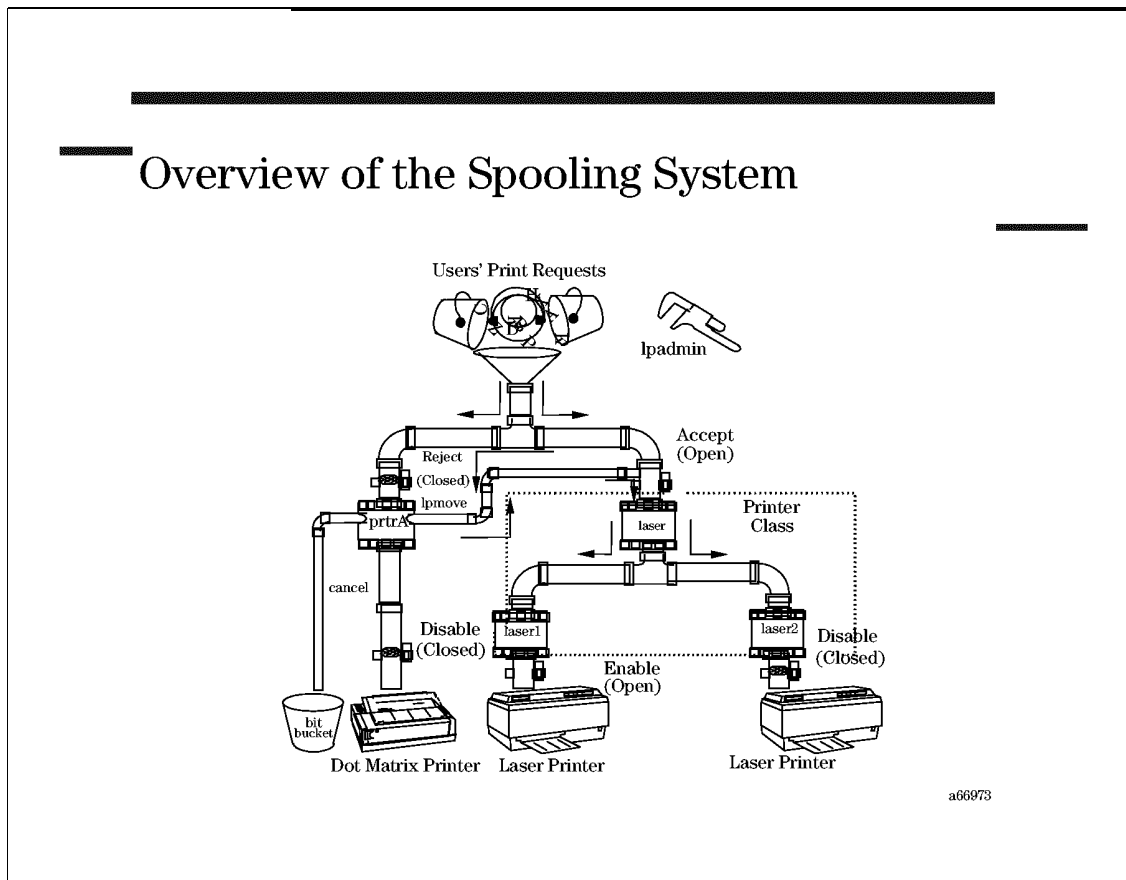 Overview of the Spooling System
Users' Print Requests
lpadmin
Accept
(Open)
Reject
(Closed)
lpmove
prtrA
laser
Printer
Class
cancel
Disable
(Closed)
laser1
laser2
Disable
(Closed)
Enable
(Open)
bit
bucket
Dot Matrix Printer
Laser Printer
Laser Printer
a66973